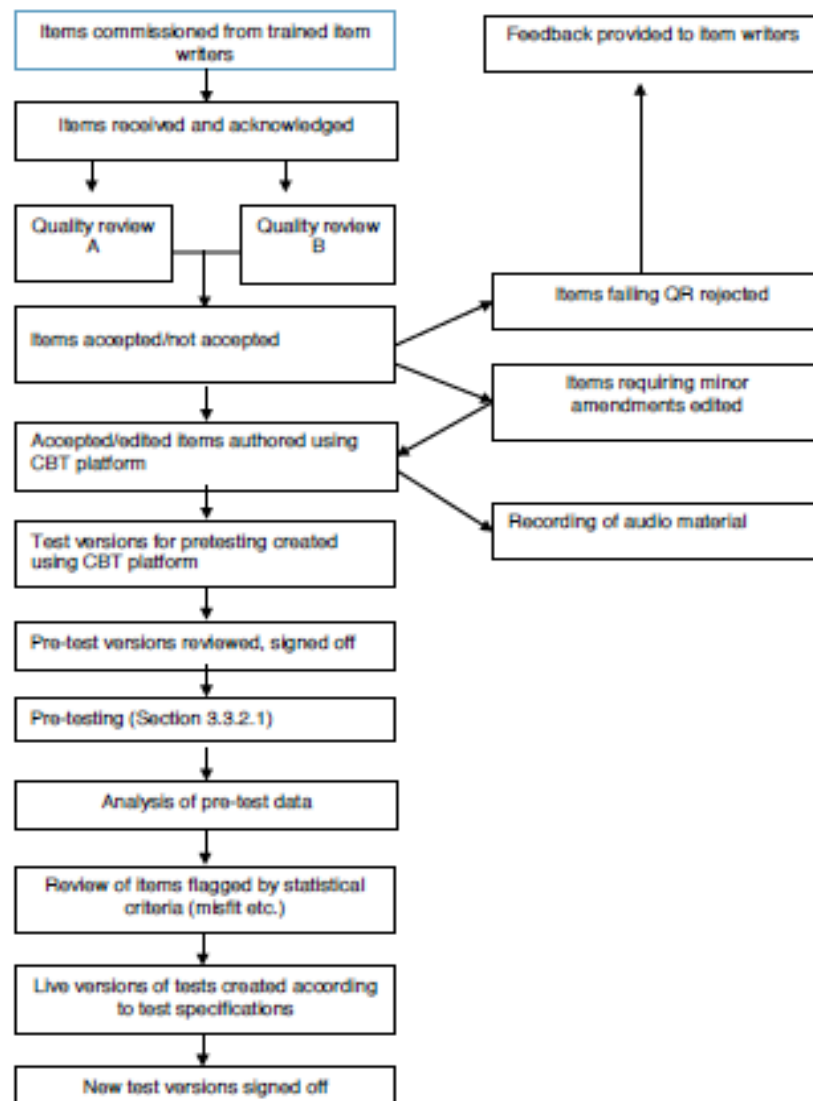 Items commissioned from trained item
writers
Feedback provided to item writers
Items received and acknowledged
Quality review
A
Quality review
B
Items failing QR rejected
Items accepted/not accepted
Items requiring minor
amendments edited
Accepted/edited items authored using
CBT platform
Recording of audio material
Test versions for pretesting created
using CBT platform
Pre-test versions reviewed, signed off
Pre-testing (Section 3.3.2.1)
Analysis of pre-test data
Review of items flagged by statistical
criteria (misfit etc.)
Live versions of tests created according
to test specifications
New test versions signed off